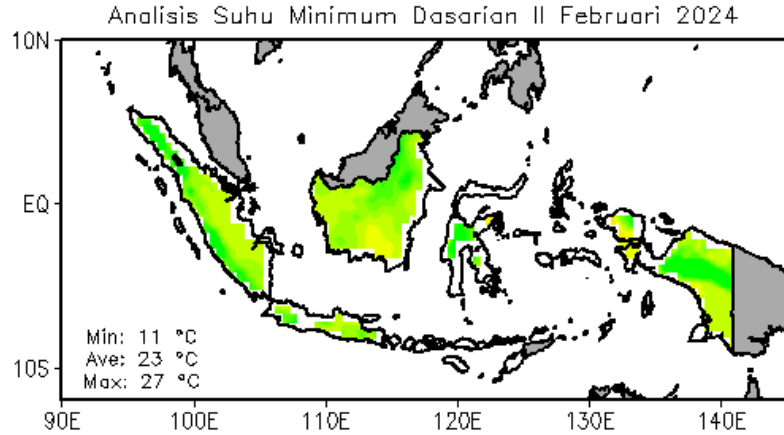 Analisis Suhu Minimum Dasarian II Februari 2024
10N
EQ
10S
Min: 11 °C
Ave: 23 °C
Max: 27 °C
90E 100E 110E 120E 130E 140E